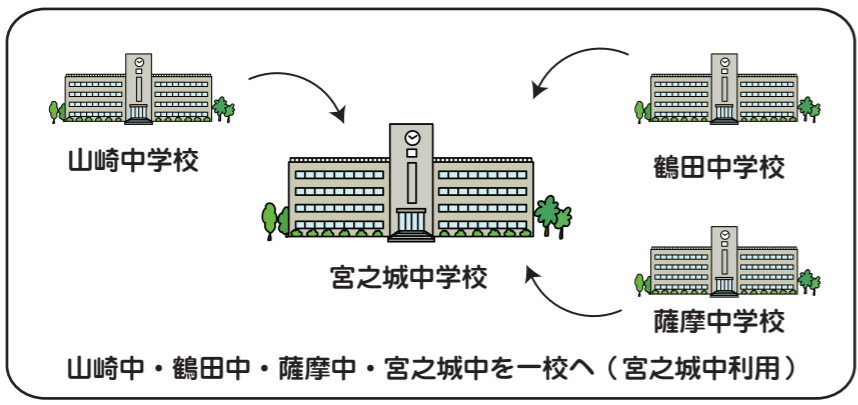 山崎中学校
鶴田中学校
宮之城中学校
薩摩中学校
山崎中・鶴田中・薩摩中・宮之城中を一校へ（宮之城中利用）